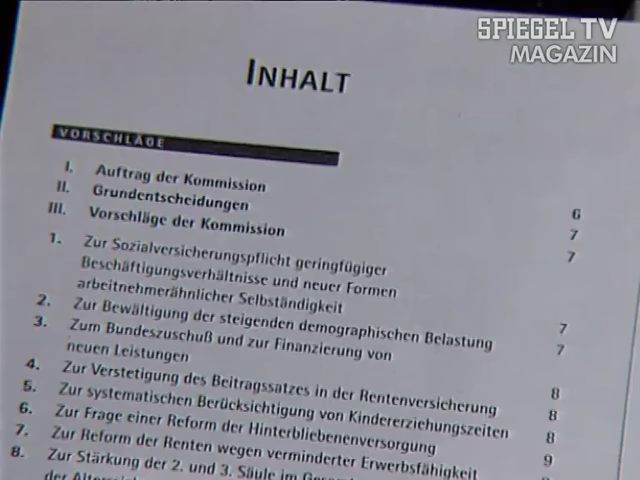 SPIEGEL TV
MAGAZIN
INHALT
VORSCHLÄGE
I. Auftrag der Kommission 6
II. Grundentscheidungen 7
III. Vorschläge der Kommission 7
1. Zur Sozialversicherungspflicht geringfügiger
Beschäftigungsverhältnisse und neuer Formen
arbeitnehmerähnlicher Selbständigkeit 7
2. Zur Bewältigung der steigenden demographischen Belastung 7
3. Zum Bundeszuschuß und zur Finanzierung von
neuen Leistungen 8
4. Zur Verstetigung des Beitragssatzes in der Rentenversicherung 8
5. Zur systematischen Berücksichtigung von Kindererziehungszeiten 8
6. Zur Frage einer Reform der Hinterbliebenenversorgung 9
7. Zur Reform der Renten wegen verminderter Erwerbsfähigkeit
8. Zur Stärkung der 2. und 3. Säule im